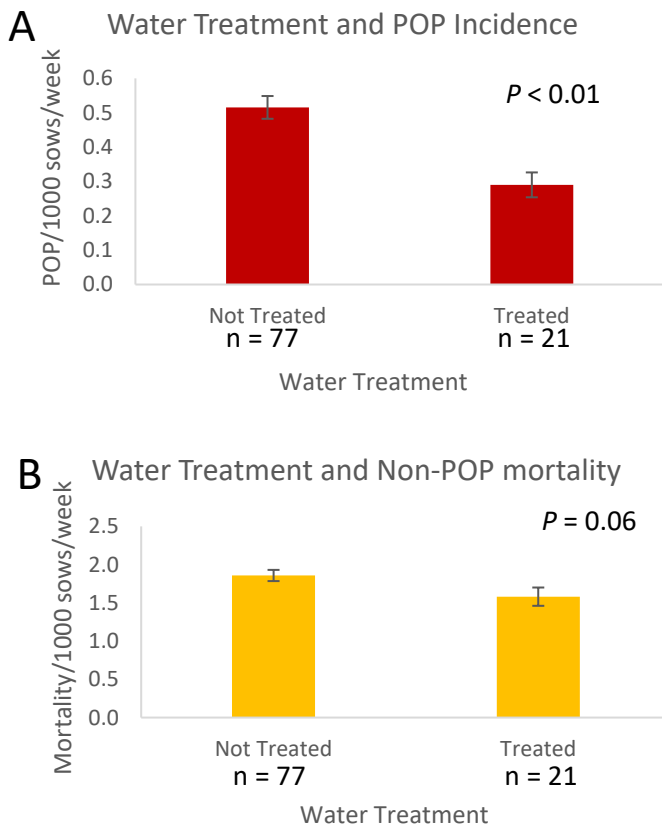 A
Water Treatment and POP Incidence
P < 0.01
POP/1000 sows/week
0.6
0.5
0.4
0.3
0.2
0.1
0.0
Not Treated
Treated
n = 77
n = 21
Water Treatment
B
Water Treatment and Non-POP mortality
P = 0.06
Mortality/1000 sows/week
2.5
2.0
1.5
1.0
0.5
0.0
Not Treated
Treated
n = 77
n = 21
Water Treatment